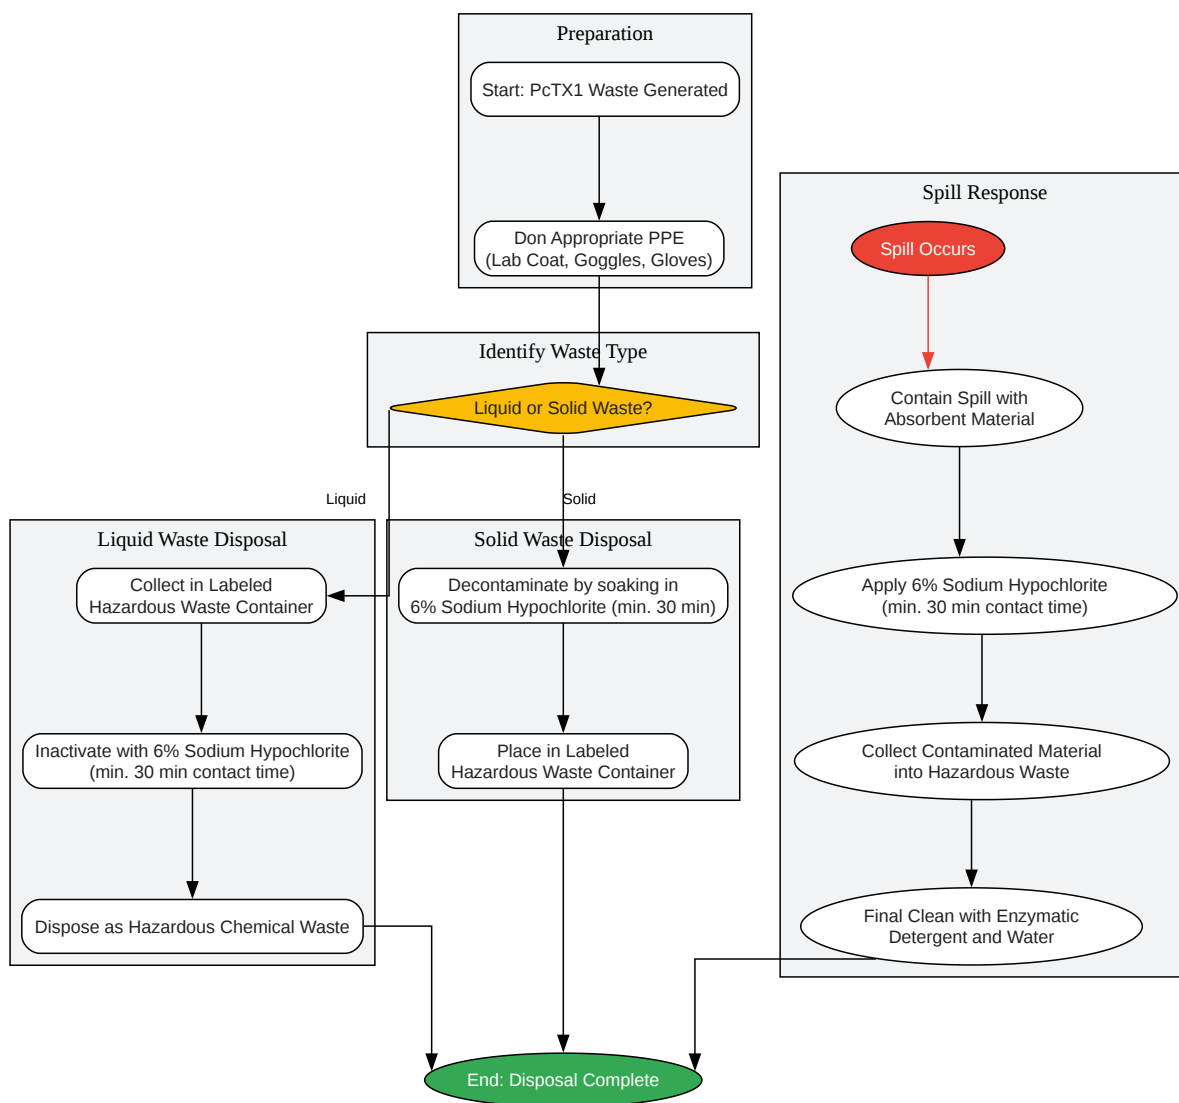 Preparation
Start: PcTX1 Waste Generated
Don Appropriate PPE
(Lab Coat, Goggles, Gloves)
Identify Waste Type
Liquid or Solid Waste?
Liquid
Solid
Liquid Waste Disposal
Collect in Labeled
Hazardous Waste Container
Inactivate with 6% Sodium Hypochlorite
(min. 30 min contact time)
Dispose as Hazardous Chemical Waste
Solid Waste Disposal
Decontaminate by soaking in
6% Sodium Hypochlorite (min. 30 min)
Place in Labeled
Hazardous Waste Container
Spill Response
Spill Occurs
Contain Spill with
Absorbent Material
Apply 6% Sodium Hypochlorite
(min. 30 min contact time)
Collect Contaminated Material
into Hazardous Waste
Final Clean with Enzymatic
Detergent and Water
End: Disposal Complete